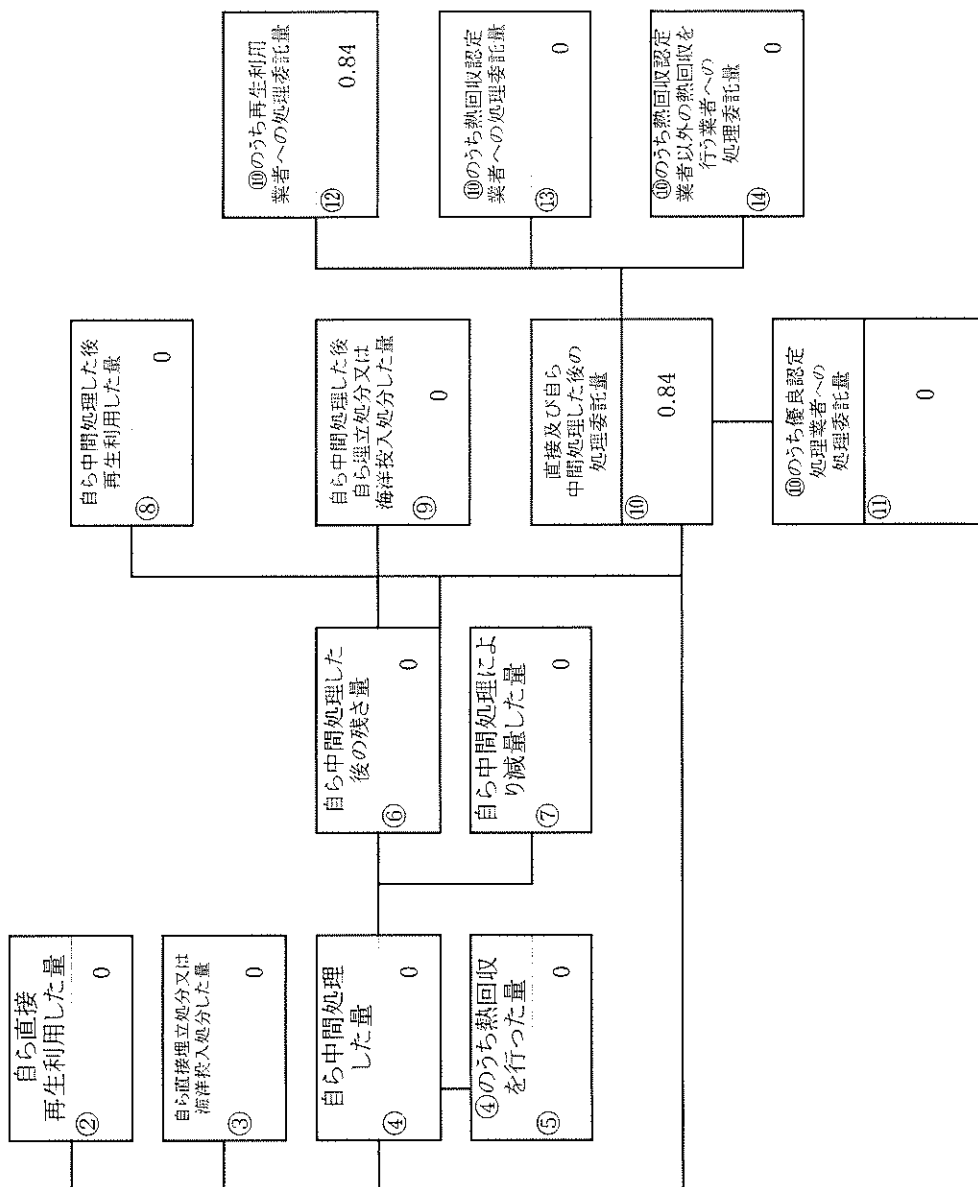 自ら直接
再生利用した量
②
0
自ら直接埋立処分又は
海洋投入処分した量
③
0
自ら中間処理
した量
④
0
④のうち熱回収
を行った量
⑤
0
自ら中間処理した
後の残さ量
⑥
0
自ら中間処理によ
り減量した量
⑦
0
自ら中間処理した後
再生利用した量
⑧
0
自ら中間処理した後
自ら埋立処分又は
海洋投入処分した量
⑨
0
直接及び自ら
中間処理した後の
処理委託量
⑩
0.84
⑩のうち優良認定
処理業者への
処理委託量
⑪
0
⑩のうち再生利用
業者への処理委託量
⑫
0.84
⑩のうち熱回収認定
業者への処理委託量
⑬
0
⑩のうち熱回収認定
業者以外の熱回収を
行う業者への
処理委託量
⑭
0